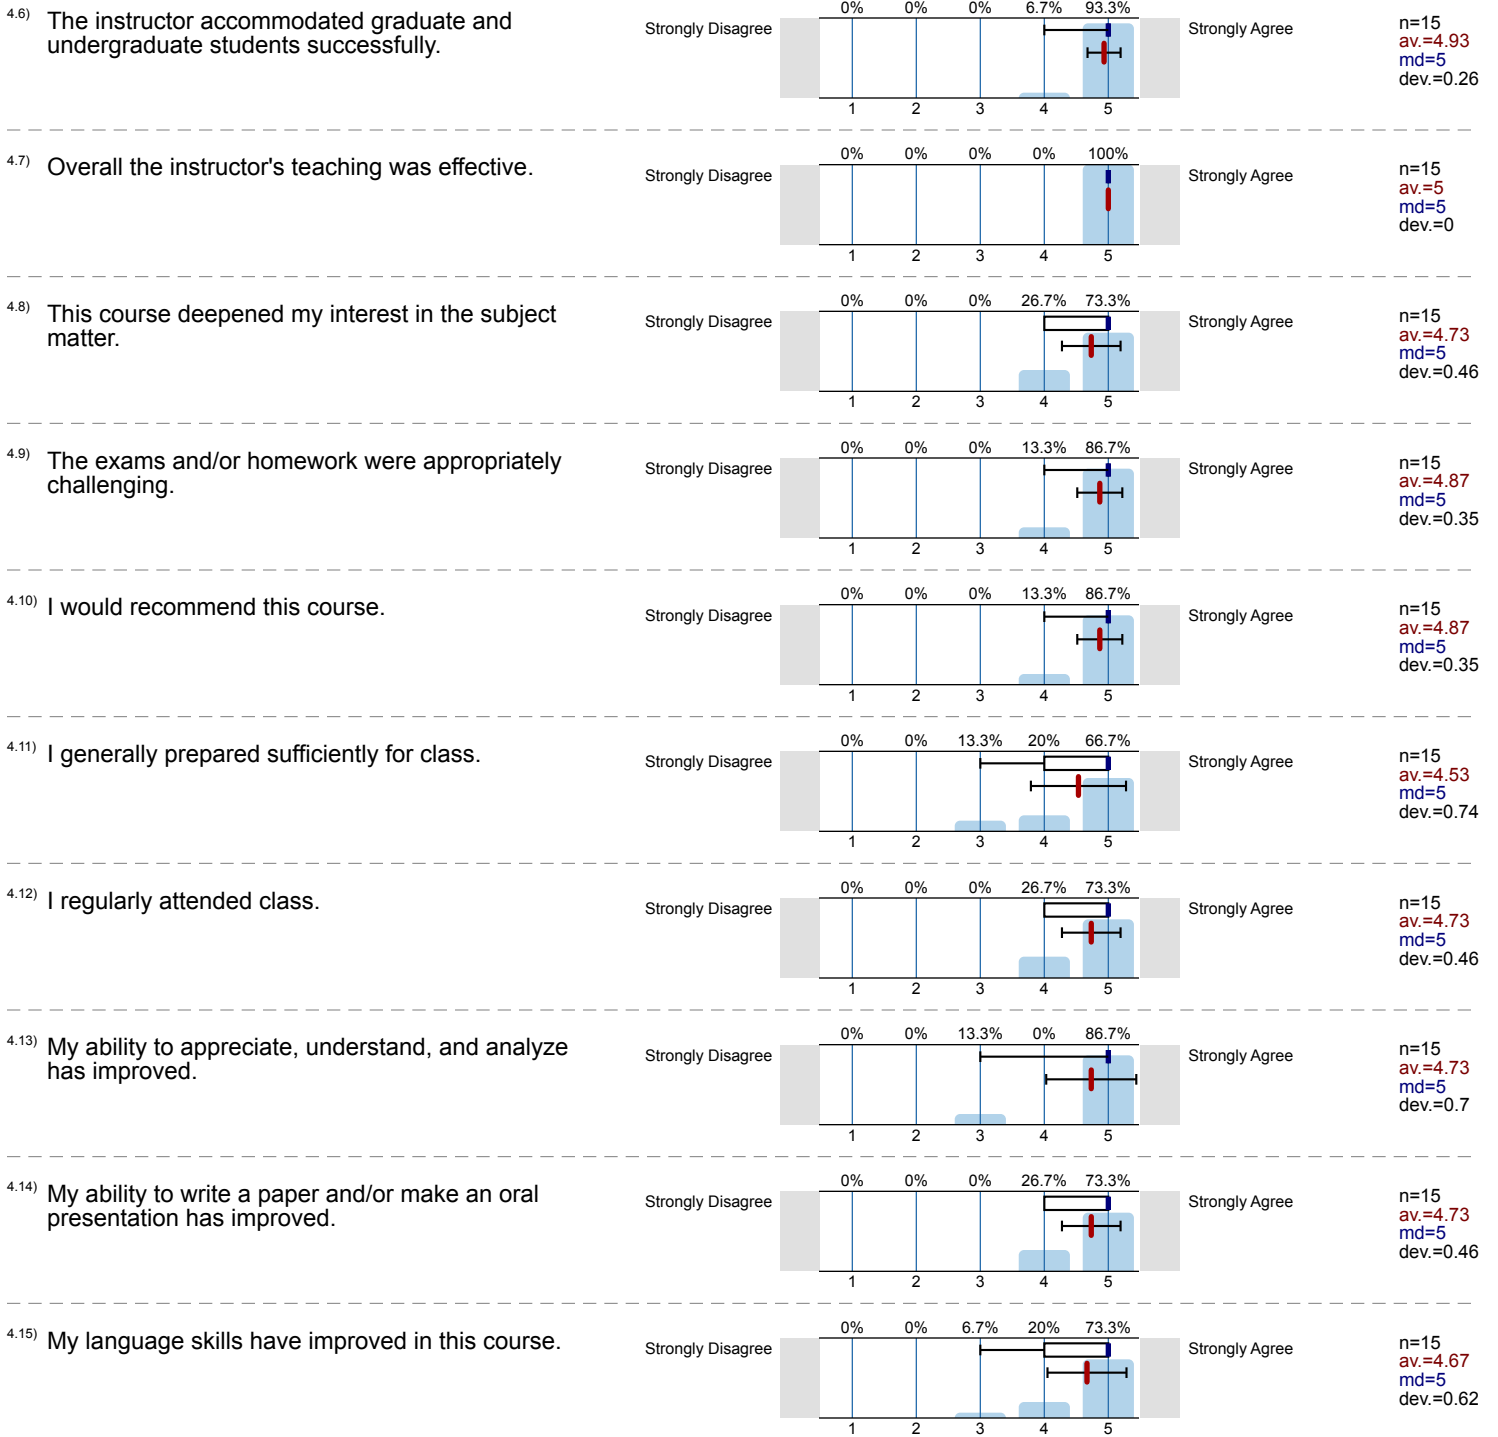 4.6) The instructor accommodated graduate and
undergraduate students successfully.
Strongly Disagree
0% 0% 0% 6.7% 93.3%
1 2 3 4 5
Strongly Agree
n=15
av.=4.93
md=5
dev.=0.26
4.7) Overall the instructor's teaching was effective.
Strongly Disagree
0% 0% 0% 0% 100%
1 2 3 4 5
Strongly Agree
n=15
av.=5
md=5
dev.=0
4.8) This course deepened my interest in the subject
matter.
Strongly Disagree
0% 0% 0% 26.7% 73.3%
1 2 3 4 5
Strongly Agree
n=15
av.=4.73
md=5
dev.=0.46
4.9) The exams and/or homework were appropriately
challenging.
Strongly Disagree
0% 0% 0% 13.3% 86.7%
1 2 3 4 5
Strongly Agree
n=15
av.=4.87
md=5
dev.=0.35
4.10) I would recommend this course.
Strongly Disagree
0% 0% 0% 13.3% 86.7%
1 2 3 4 5
Strongly Agree
n=15
av.=4.87
md=5
dev.=0.35
4.11) I generally prepared sufficiently for class.
Strongly Disagree
0% 0% 13.3% 20% 66.7%
1 2 3 4 5
Strongly Agree
n=15
av.=4.53
md=5
dev.=0.74
4.12) I regularly attended class.
Strongly Disagree
0% 0% 0% 26.7% 73.3%
1 2 3 4 5
Strongly Agree
n=15
av.=4.73
md=5
dev.=0.46
4.13) My ability to appreciate, understand, and analyze
has improved.
Strongly Disagree
0% 0% 13.3% 0% 86.7%
1 2 3 4 5
Strongly Agree
n=15
av.=4.73
md=5
dev.=0.7
4.14) My ability to write a paper and/or make an oral
presentation has improved.
Strongly Disagree
0% 0% 0% 26.7% 73.3%
1 2 3 4 5
Strongly Agree
n=15
av.=4.73
md=5
dev.=0.46
4.15) My language skills have improved in this course.
Strongly Disagree
0% 0% 6.7% 20% 73.3%
1 2 3 4 5
Strongly Agree
n=15
av.=4.67
md=5
dev.=0.62